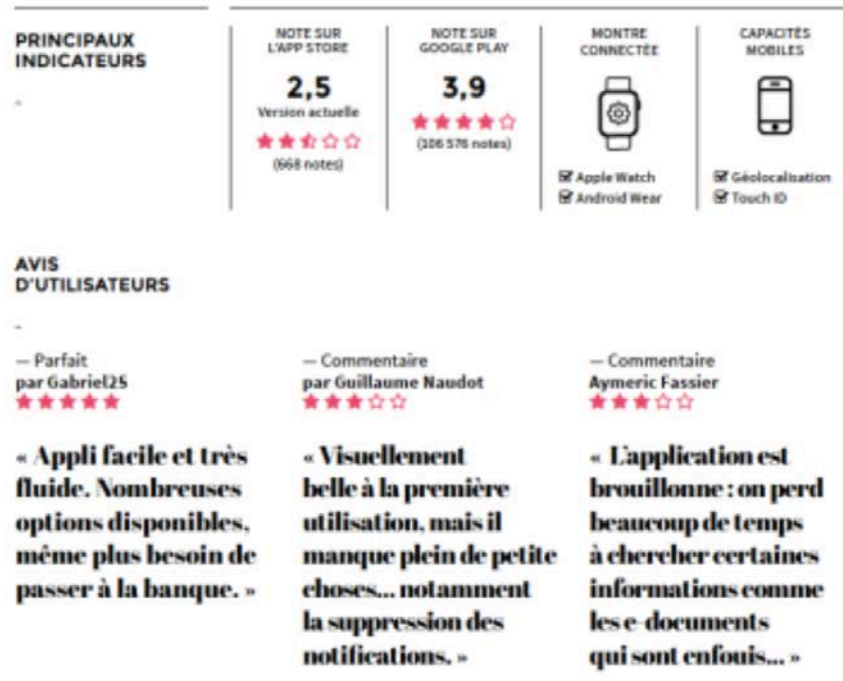 PRINCIPAUX
INDICATEURS
-
NOTE SUR
L'APP STORE
2,5
Version actuelle
(668 notes)
NOTE SUR
GOOGLE PLAY
3,9
(106 576 notes)
MONTRE
CONNECTÉE
Apple Watch
Android Wear
CAPACITÉS
MOBILES
Géolocalisation
Touch ID
AVIS
D'UTILISATEURS
-
— Parfait
par Gabriel25
« Appli facile et très
fluide. Nombreuses
options disponibles,
même plus besoin de
passer à la banque. »
— Commentaire
par Guillaume Naudot
« Visuellement
belle à la première
utilisation, mais il
manque plein de petite
choses... notamment
la suppression des
notifications. »
— Commentaire
Aymeric Fassier
« L'application est
brouillonne : on perd
beaucoup de temps
à chercher certaines
informations comme
les e-documents
qui sont enfouis... »